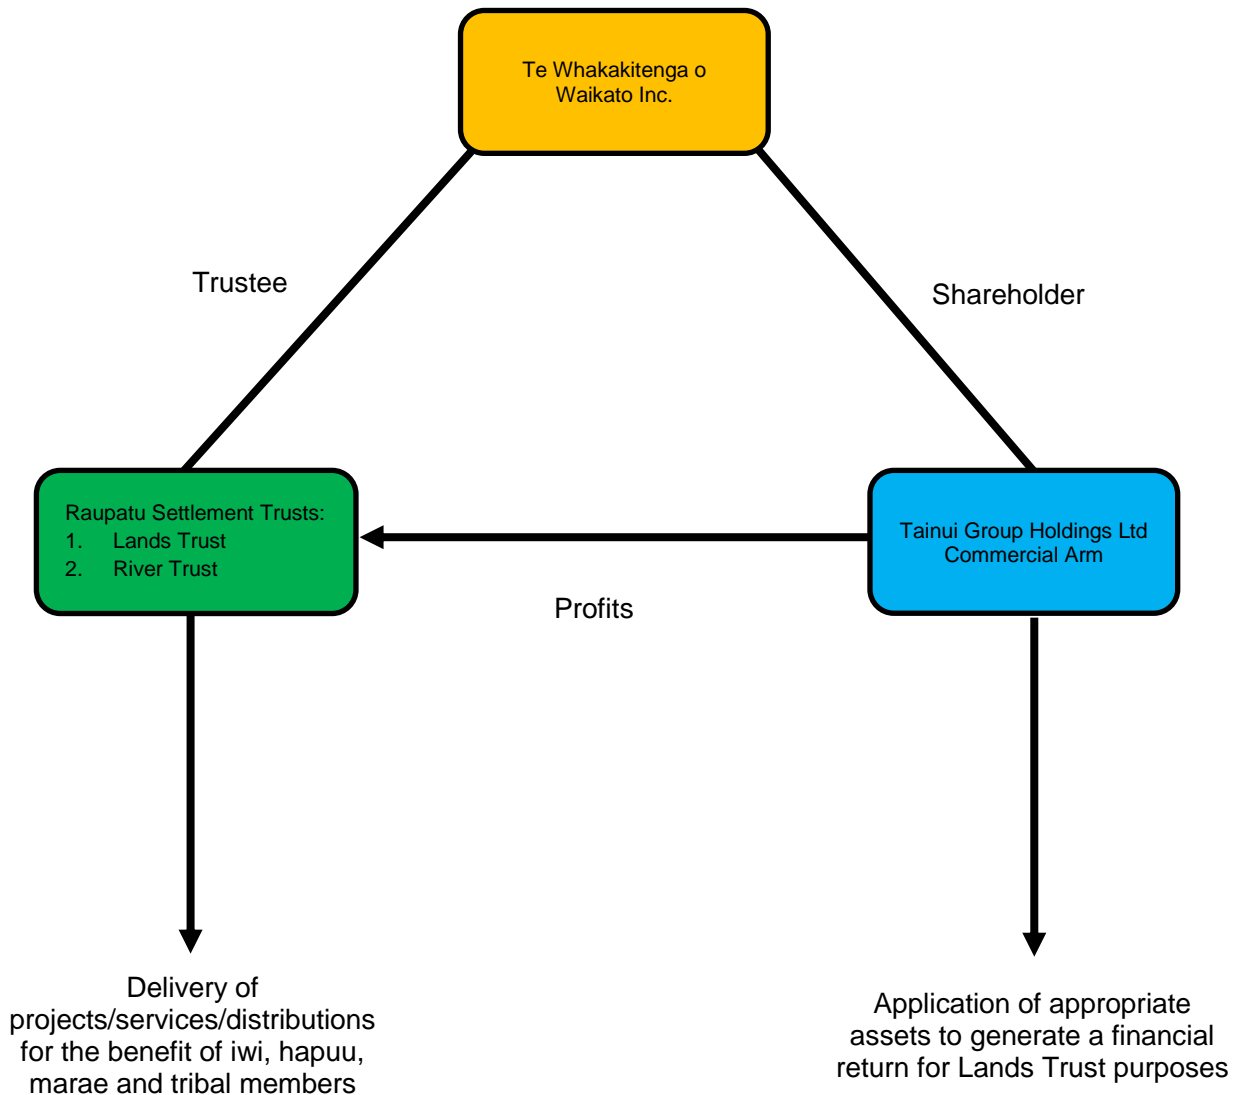 Te Whakakitenga o
Waikato Inc.
Trustee
Shareholder
Raupatu Settlement Trusts:
1. Lands Trust
2. River Trust
Tainui Group Holdings Ltd
Commercial Arm
Profits
Delivery of
projects/services/distributions
for the benefit of iwi, hapuu,
marae and tribal members
Application of appropriate
assets to generate a financial
return for Lands Trust purposes